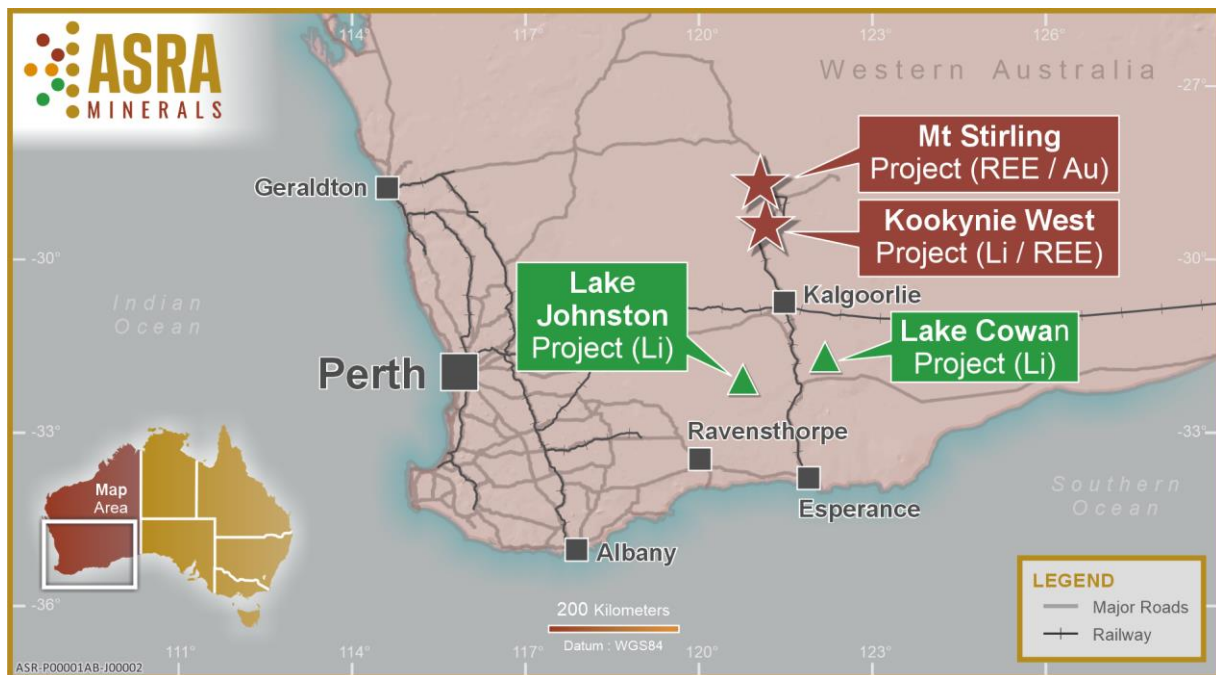 ASRA
MINERALS
114°
117°
120°
123°
126°
Western Australia
-27°
Mt Stirling
Project (REE / Au)
Geraldton
Kookynie West
Project (Li / REE)
-30°
-30°
Indian
Ocean
Lake
Johnston
Project (Li)
Kalgoorlie
Lake Cowan
Project (Li)
Perth
-33°
-33°
Ravensthorpe
Map
Area
Southern
Ocean
Esperance
Albany
LEGEND
Major Roads
Railway
-36°
200 Kilometers
Datum : WGS84
111°
114°
117°
120°
123°
ASR-P00001AB-J00002